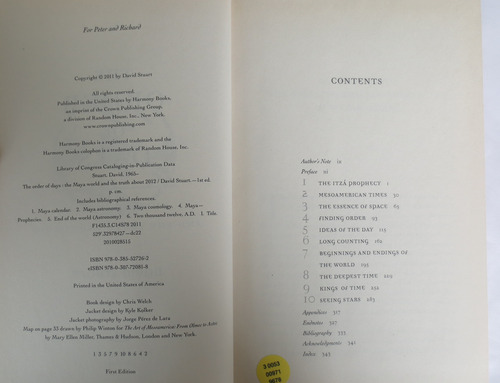 For Peter and Richard
Copyright © 2011 by David Stuart
All rights reserved.
Published in the United States by Harmony Books,
an imprint of the Crown Publishing Group,
a division of Random House, Inc., New York.
www.crownpublishing.com
Harmony Books is a registered trademark and the
Harmony Books colophon is a trademark of Random House, Inc.
Library of Congress Cataloging-in-Publication Data
Stuart, David, 1965–
The order of days : the Maya world and the truth about 2012 / David Stuart.—1st ed.
p. cm.
Includes bibliographical references.
1. Maya calendar. 2. Maya astronomy. 3. Maya cosmology. 4. Maya—
Prophecies. 5. End of the world (Astronomy) 6. Two thousand twelve, A.D. I. Title.
F1435.3.C14S78 2011
529'.32978427—dc22
2010028515
ISBN 978-0-385-52726-2
eISBN 978-0-307-72081-6
Printed in the United States of America
Book design by Chris Welch
Jacket design by Kyle Kolker
Jacket photography by Jorge Pérez de Lara
Map on page 33 drawn by Philip Winton for The Art of Mesoamerica: From Olmec to Aztec by
Mary Ellen Miller, Thames & Hudson, London and New York
1 3 5 7 9 10 8 6 4 2
First Edition
CONTENTS
Author's Note ix
Preface xi
1 THE ITZÁ PROPHECY 1
2 MESOAMERICAN TIMES 30
3 THE ESSENCE OF SPACE 63
4 FINDING ORDER 93
5 IDEAS OF THE DAY 115
6 LONG COUNTING
7 BEGINNINGS AND ENDINGS OF
THE WORLD 193
8 THE DEEPEST TIME
9 KINGS OF TIME
10 SEEING STARS
Appendices 317
Endnotes 321
Bibliography 333
Acknowledgments 341
Index 343
3 0053
00971